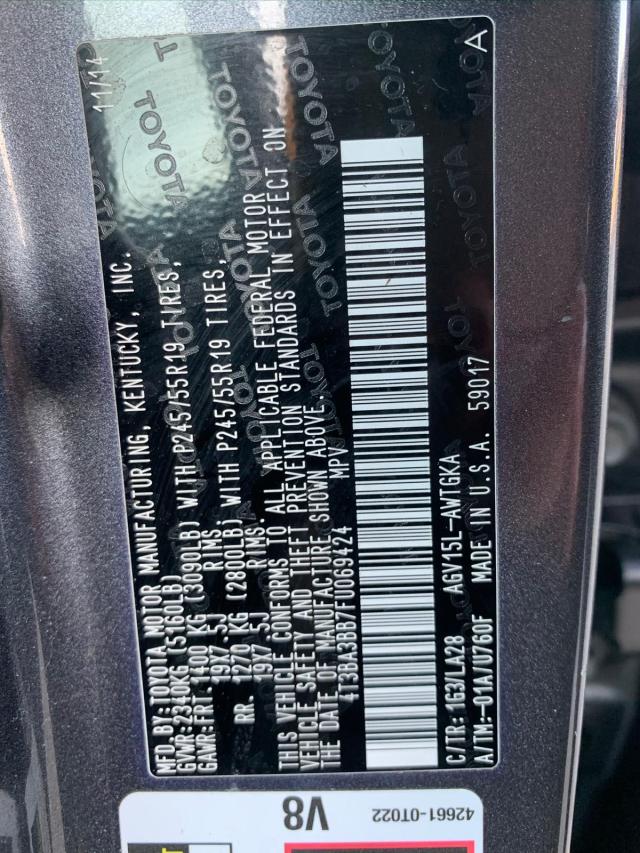 MFD. BY: TOYOTA MOTOR MANUFACTURING, KENTUCKY, INC. 11/14
GVWR: 2340KG (5160LB)
GAWR: FRT 1400 KG (3090LB) WITH P245/55R19 TIRES,
19X7.5J RIMS.
RR. 1270 KG (2800LB) WITH P245/55R19 TIRES,
19X7.5J RIMS.
THIS VEHICLE CONFORMS TO ALL APPLICABLE FEDERAL MOTOR
VEHICLE SAFETY AND THEFT PREVENTION STANDARDS IN EFFECT ON
THE DATE OF MANUFACTURE SHOWN ABOVE.
4T3BA3BB7FU069424 MPV
C/TR: 1G3/LA28 AGV15L-AWTGKA
A/TM:-01A/U760F MADE IN U.S.A. 59017 A
TOYOTA
V8
42661-0T022